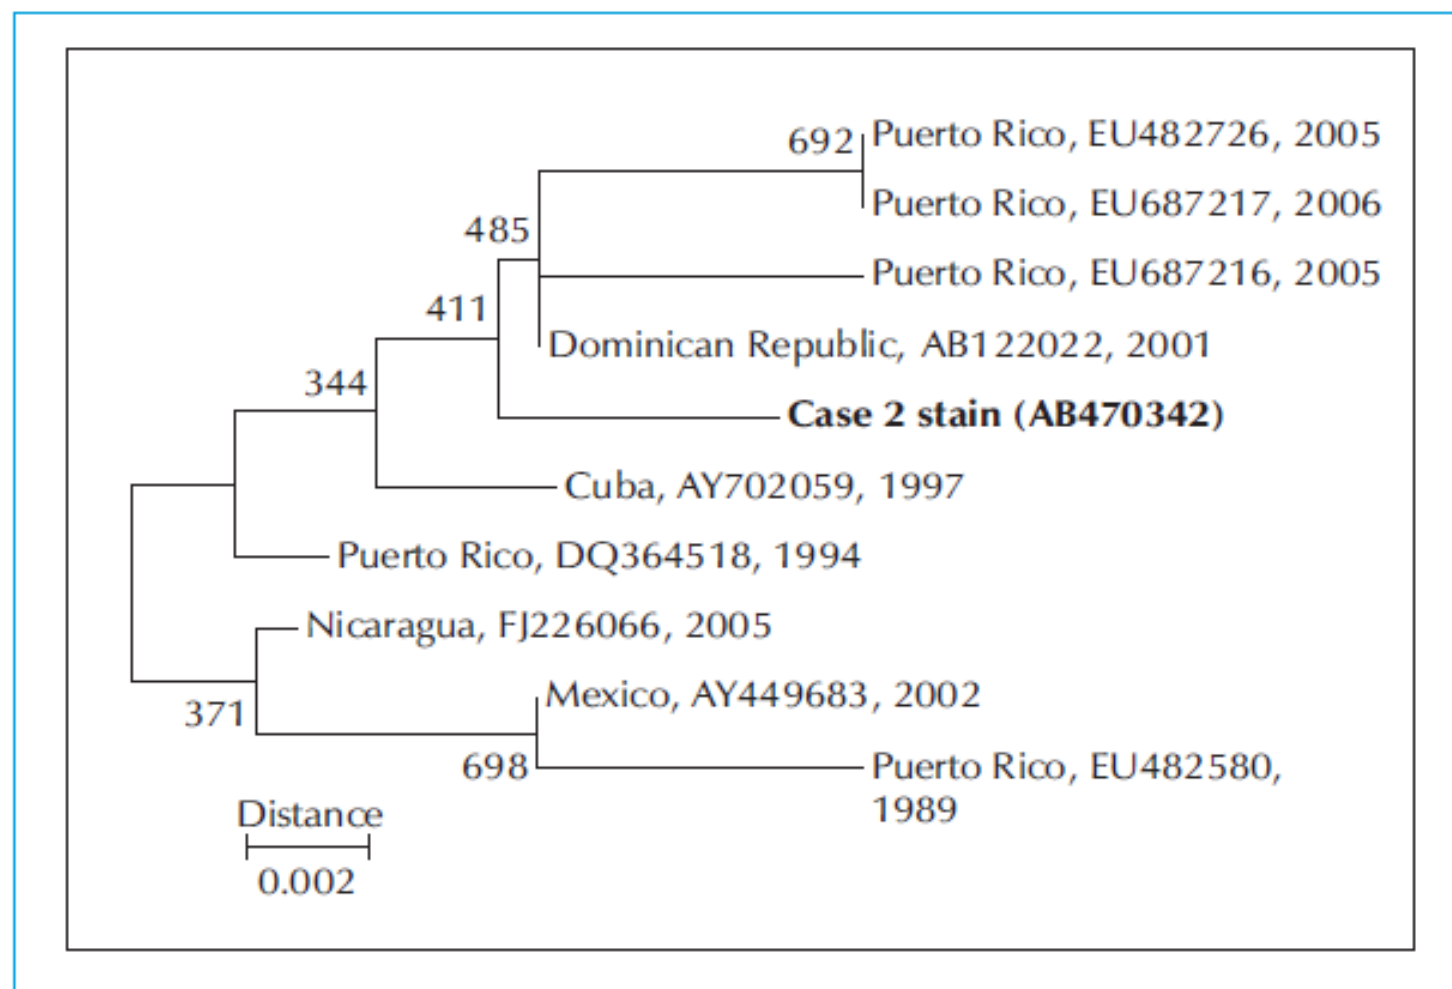 692
Puerto Rico, EU482726, 2005
Puerto Rico, EU687217, 2006
485
Puerto Rico, EU687216, 2005
411
Dominican Republic, AB122022, 2001
344
Case 2 stain (AB470342)
Cuba, AY702059, 1997
Puerto Rico, DQ364518, 1994
Nicaragua, FJ226066, 2005
Mexico, AY449683, 2002
371
698
Puerto Rico, EU482580,
1989
Distance
0.002